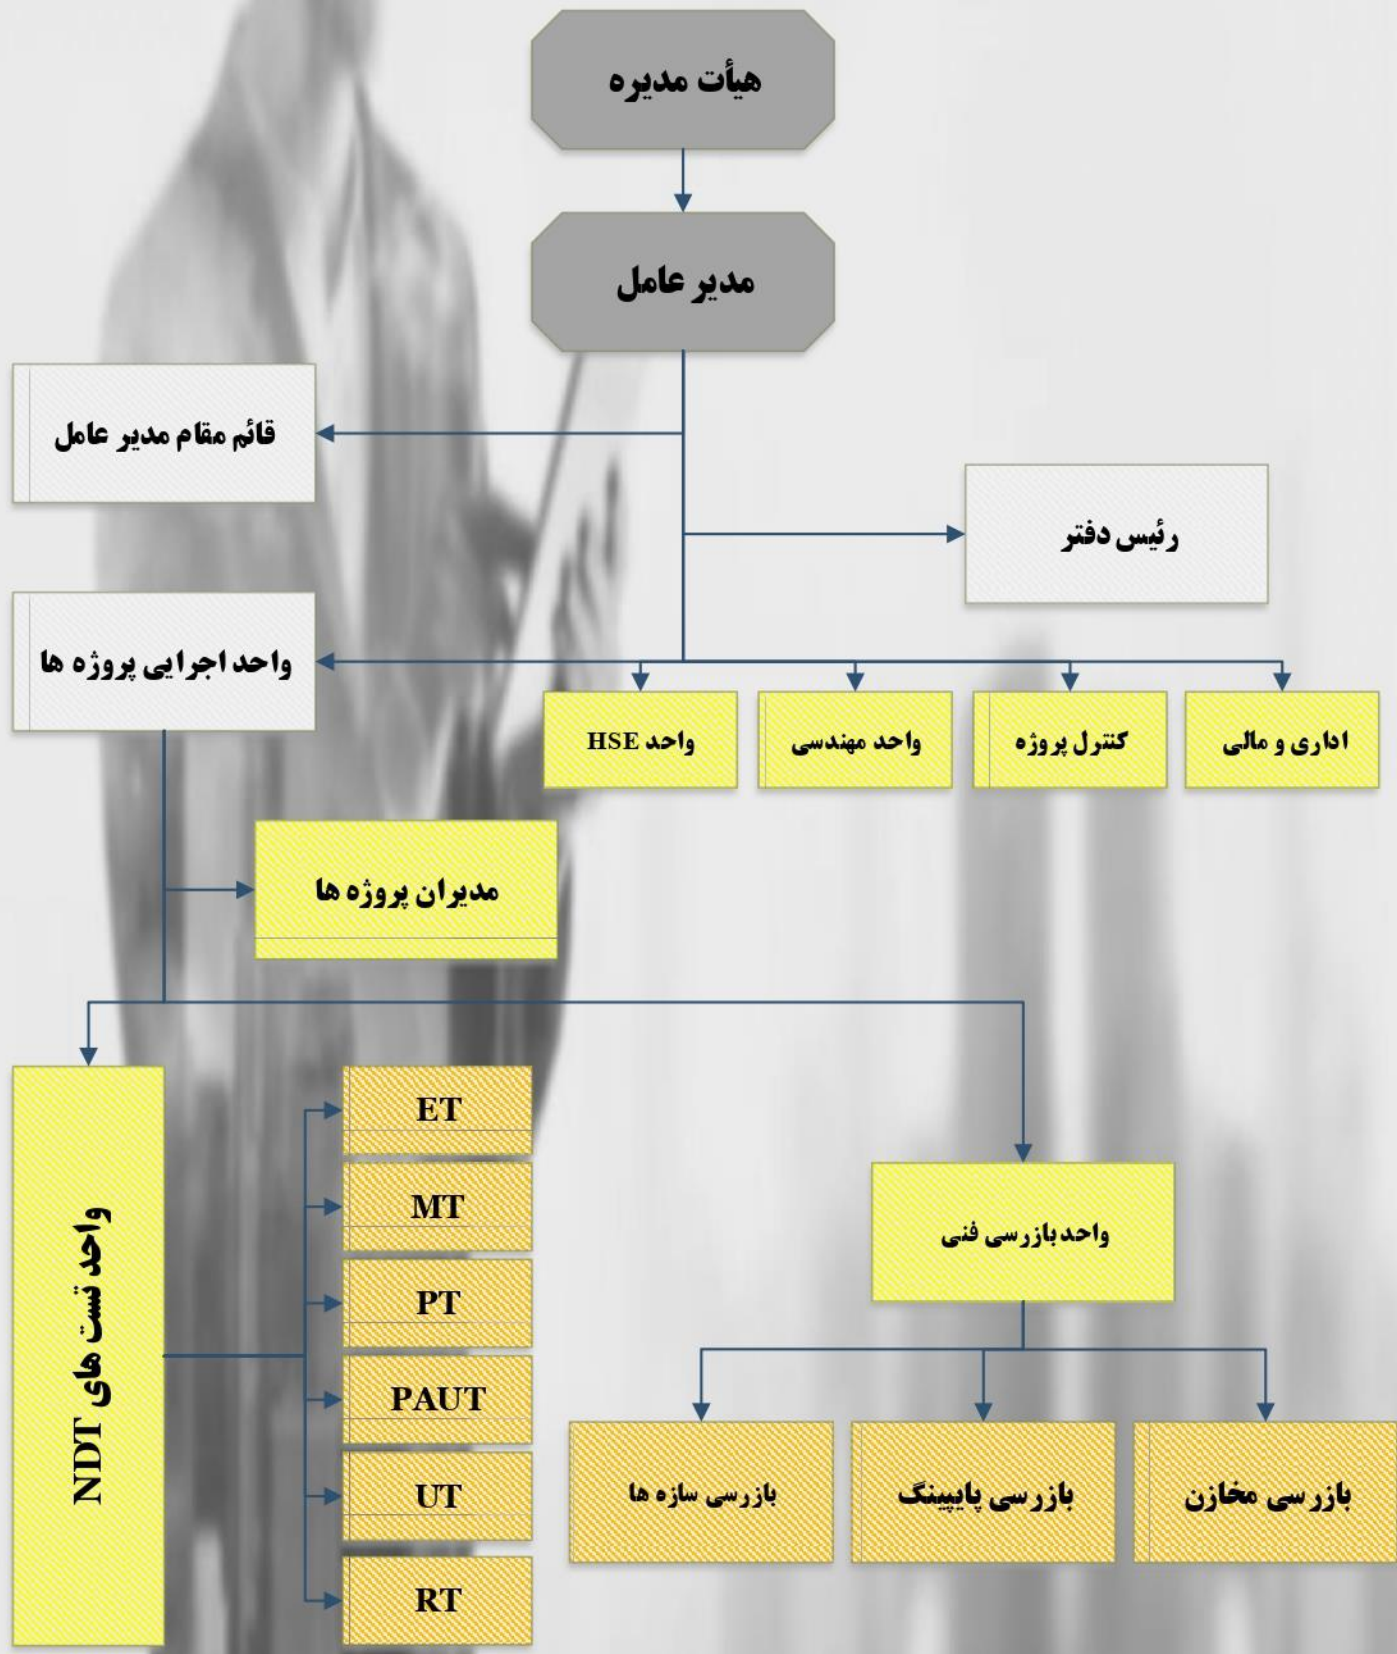 هیأت مدیره
مدیر عامل
قائم مقام مدیر عامل
رئیس دفتر
واحد اجرایی پروژه ها
اداری و مالی
کنترل پروژه
واحد مهندسی
واحد HSE
مدیران پروژه ها
واحد تست های NDT
ET
MT
PT
PAUT
UT
RT
واحد بازرسی فنی
بازرسی مخازن
بازرسی پایپینگ
بازرسی سازه ها